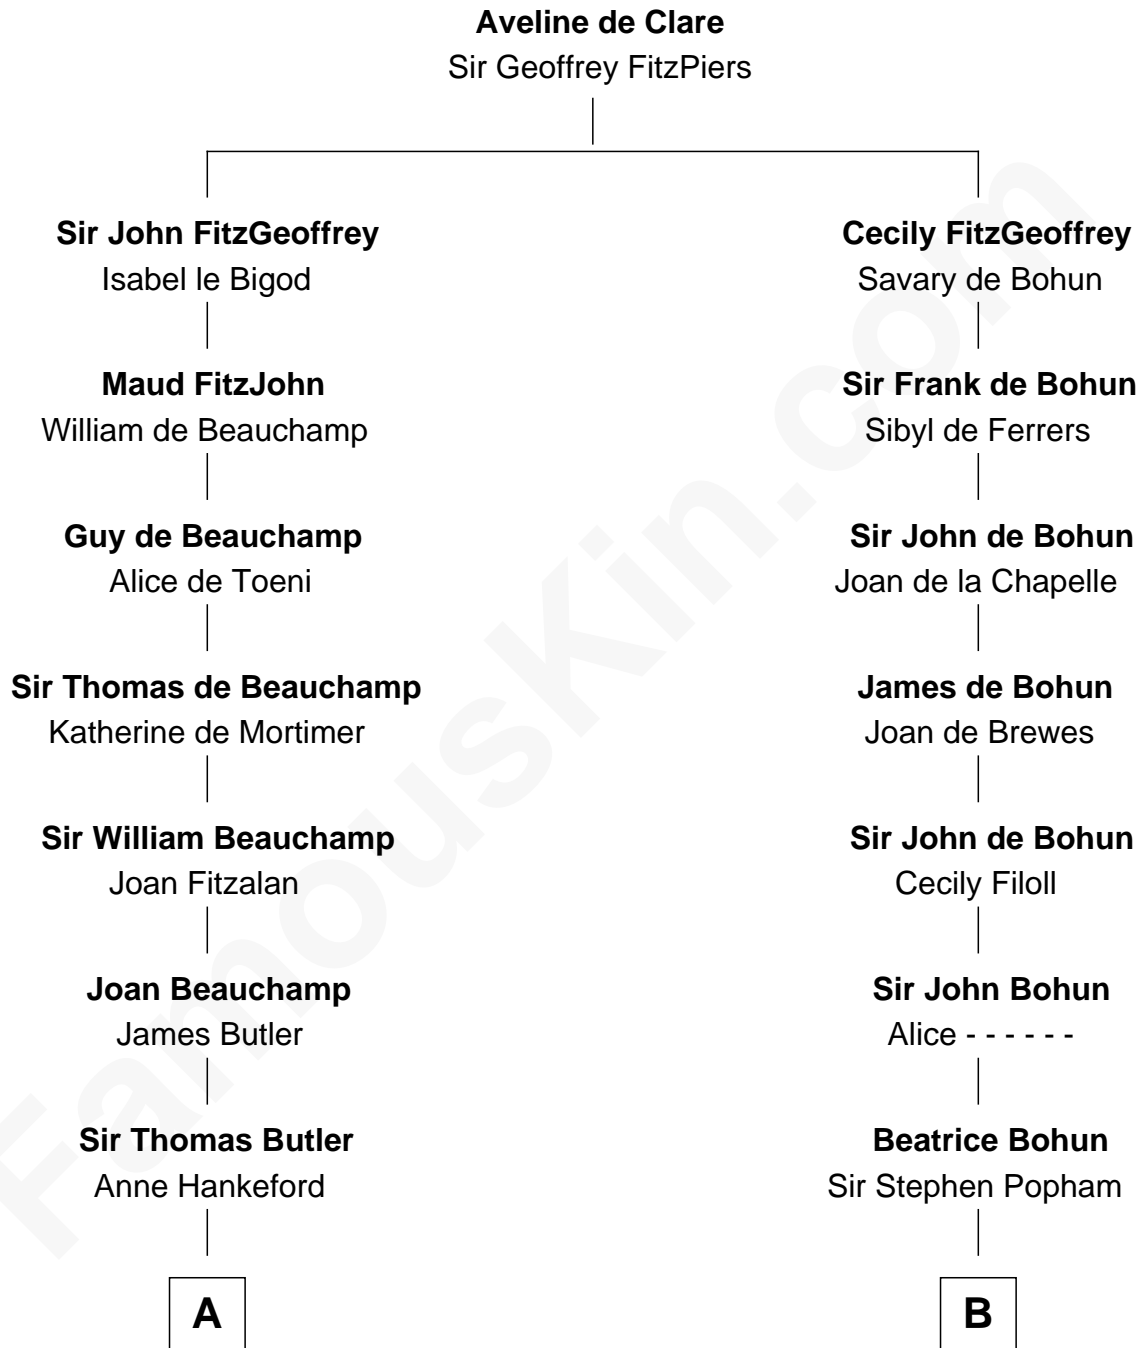 Aveline de Clare
Sir Geoffrey FitzPiers
Sir John FitzGeoffrey
Isabel le Bigod
Cecily FitzGeoffrey
Savary de Bohun
Maud FitzJohn
William de Beauchamp
Sir Frank de Bohun
Sibyl de Ferrers
Guy de Beauchamp
Alice de Toeni
Sir John de Bohun
Joan de la Chapelle
Sir Thomas de Beauchamp
Katherine de Mortimer
James de Bohun
Joan de Brewes
Sir William Beauchamp
Joan Fitzalan
Sir John de Bohun
Cecily Filoll
Joan Beauchamp
James Butler
Sir John Bohun
Alice - - - - - -
Sir Thomas Butler
Anne Hankeford
Beatrice Bohun
Sir Stephen Popham
A
B
FamousKin.com